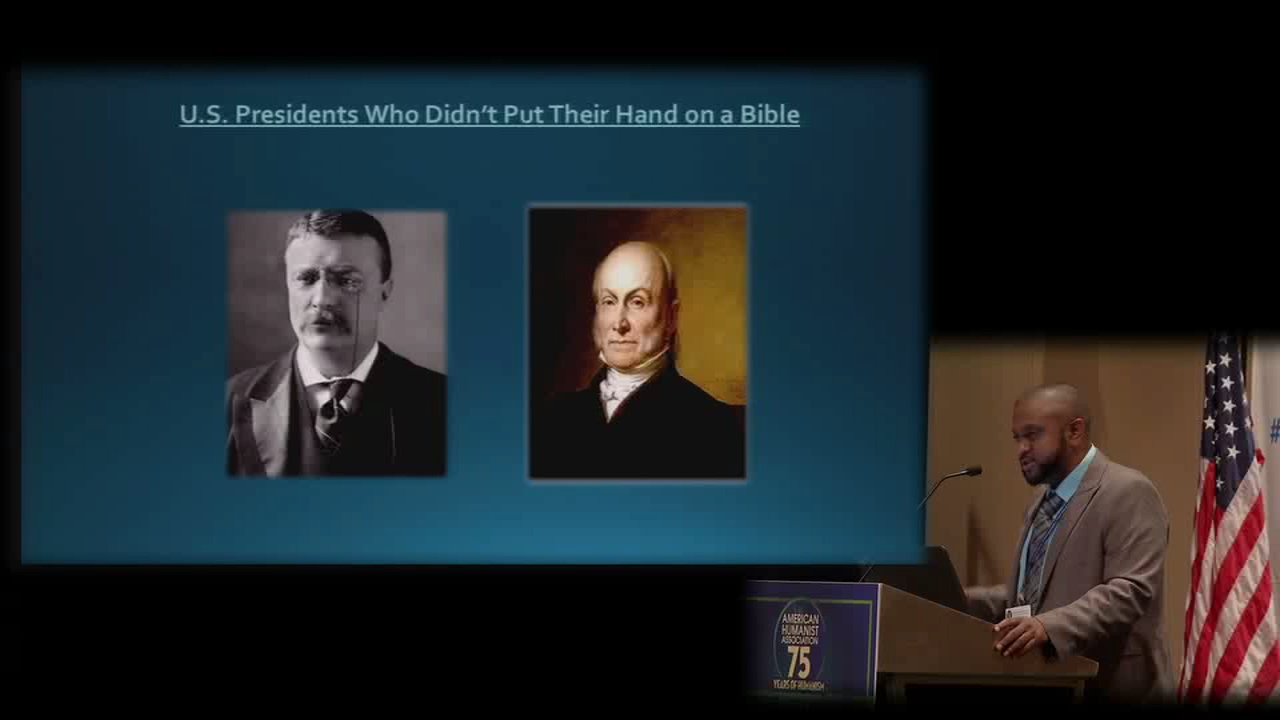 U.S. Presidents Who Didn't Put Their Hand on a Bible
#
AMERICAN
HUMANIST
ASSOCIATION
75
YEARS OF HUMANISM